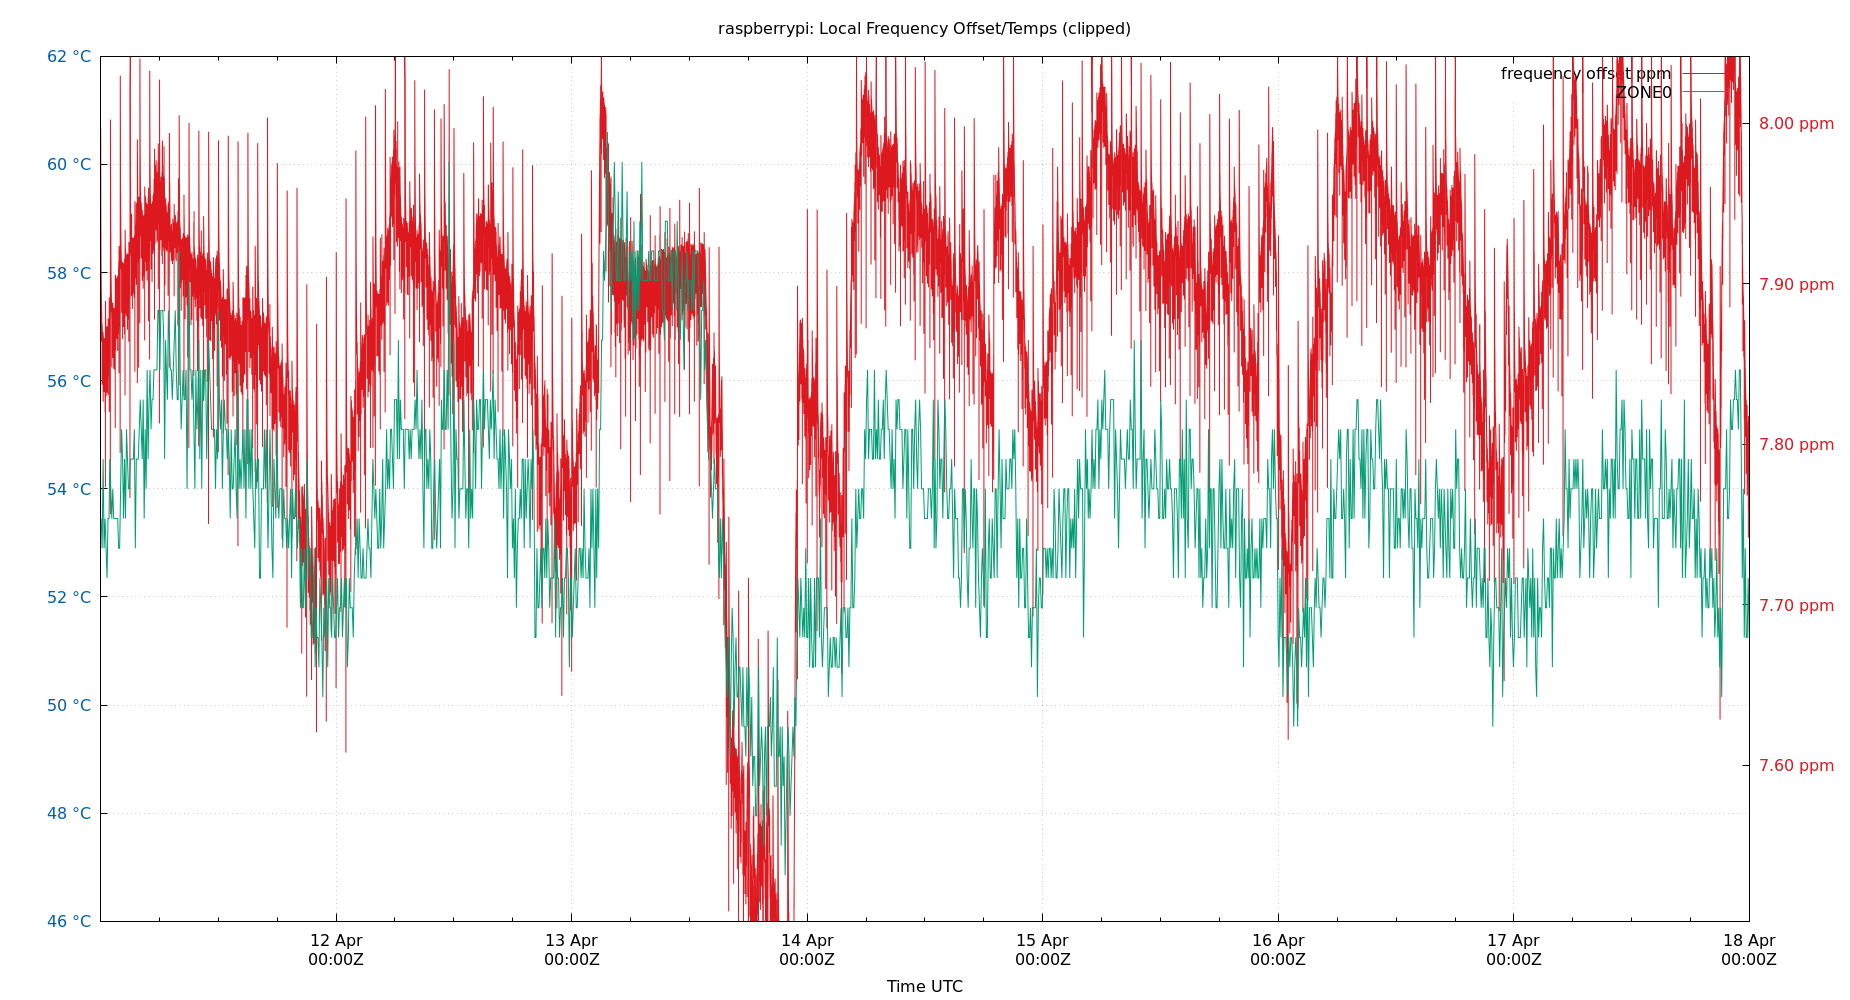 raspberrypi: Local Frequency Offset/Temps (clipped)
62 °C
60 °C
58 °C
56 °C
54 °C
52 °C
50 °C
48 °C
46 °C
frequency offset ppm
ZONE0
8.00 ppm
7.90 ppm
7.80 ppm
7.70 ppm
7.60 ppm
12 Apr
00:00Z
13 Apr
00:00Z
14 Apr
00:00Z
15 Apr
00:00Z
16 Apr
00:00Z
17 Apr
00:00Z
18 Apr
00:00Z
Time UTC